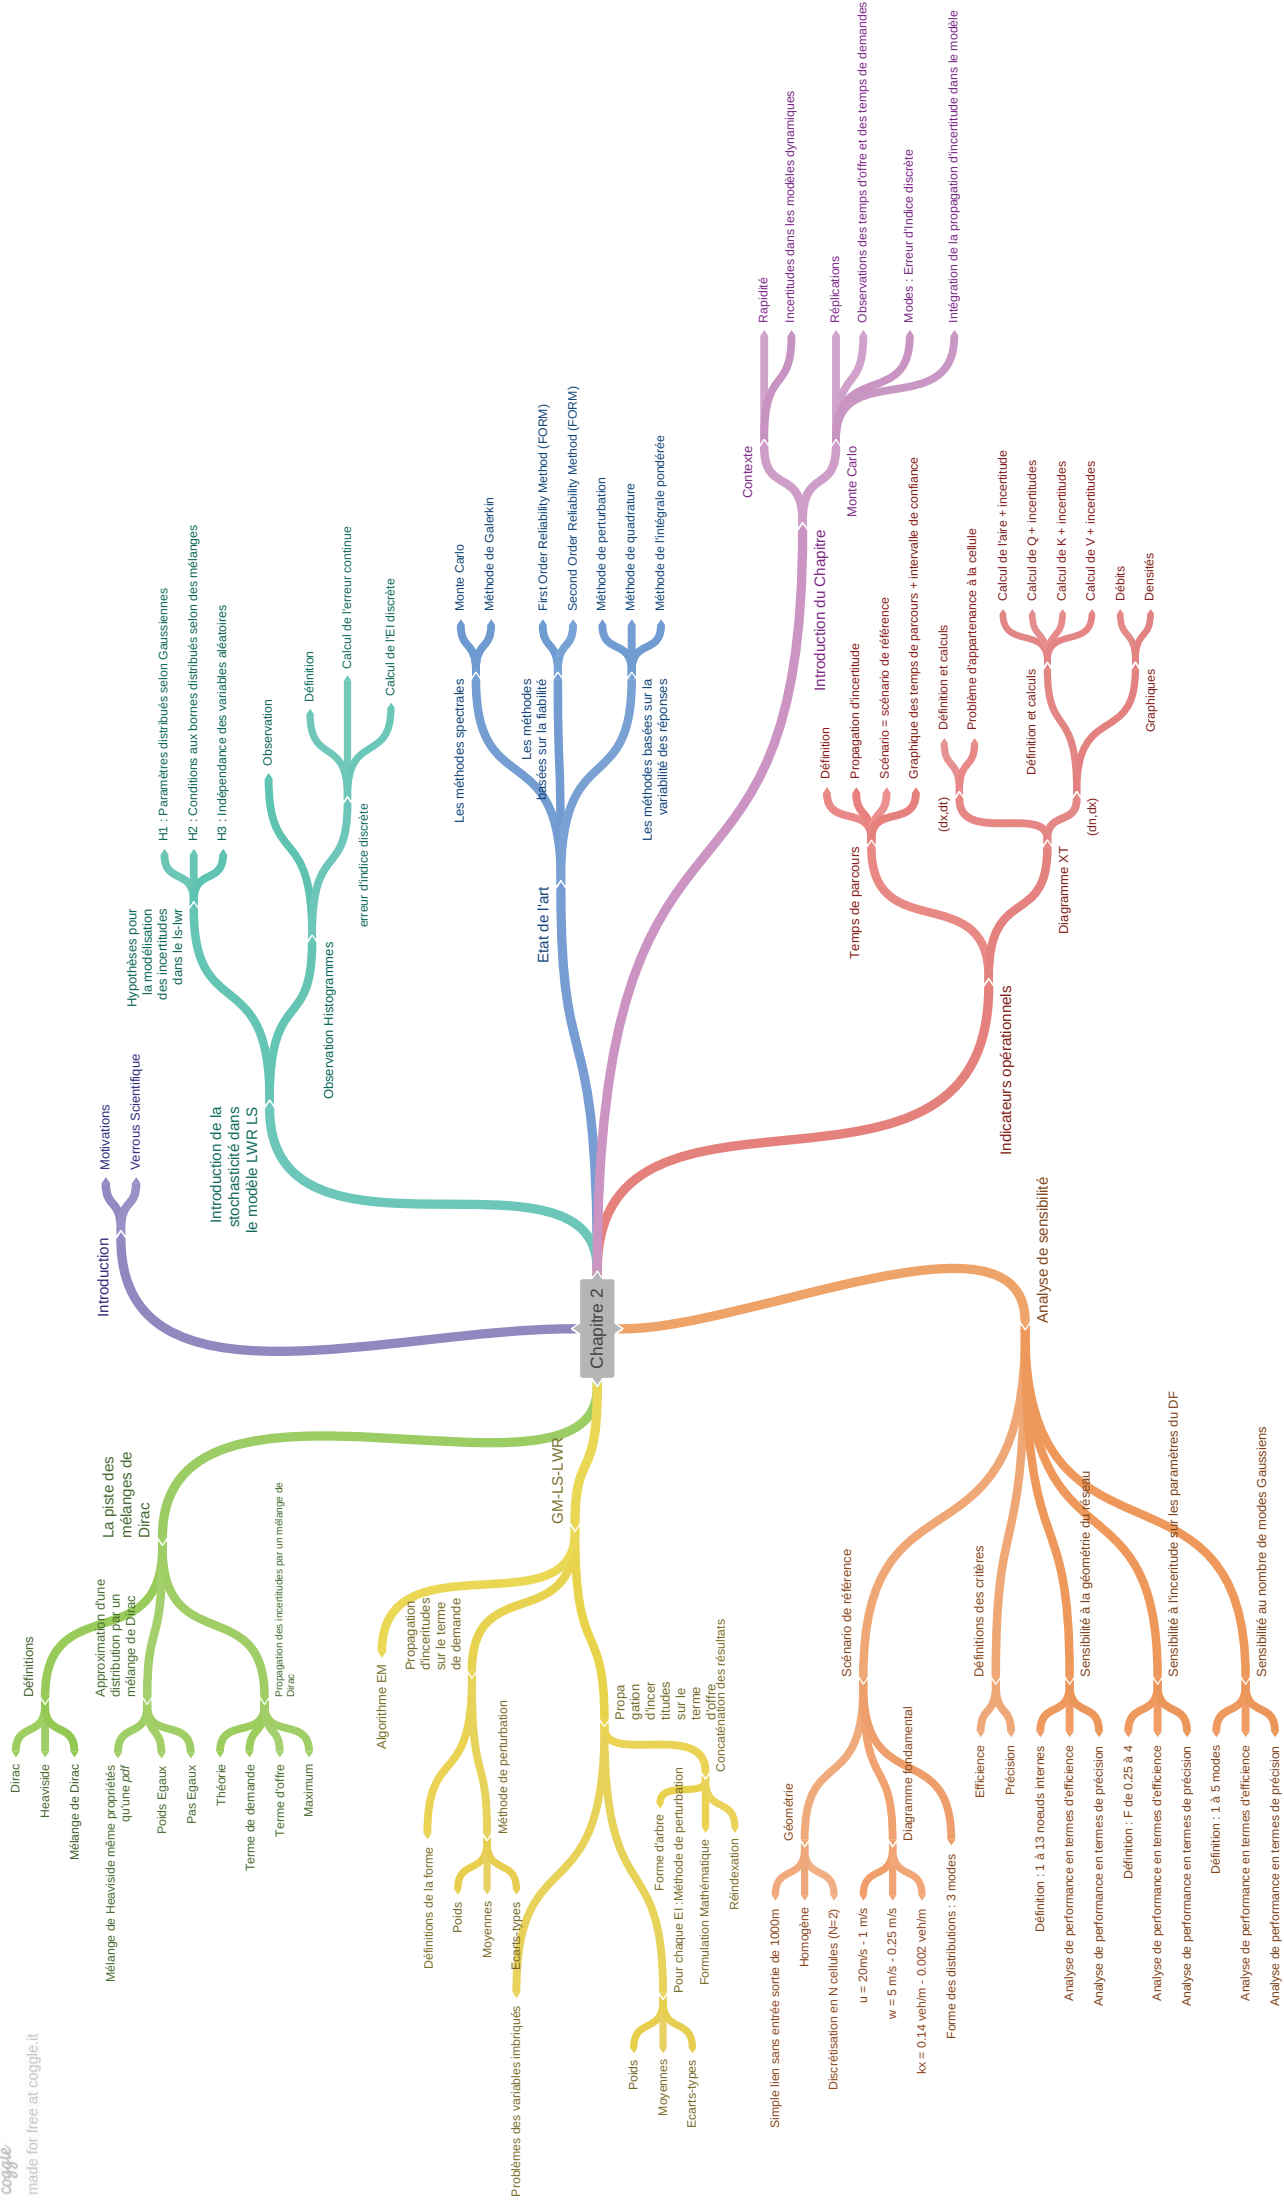 Chapitre 2
Introduction
Motivations
Verrous Scientifique
Introduction de la
stochasticité dans
le modèle LWR LS
Hypothèses pour
la modélisation
des incertitudes
dans le ls-lwr
H1 : Paramètres distribués selon Gaussiennes
H2 : Conditions aux bornes distribués selon des mélanges
H3 : Indépendance des variables aléatoires
Observation Histogrammes
Observation
erreur d'indice discrète
Définition
Calcul de l'erreur continue
Calcul de l'EI discrète
Etat de l'art
Les méthodes spectrales
Monte Carlo
Méthode de Galerkin
Les méthodes
basées sur la fiabilité
First Order Reliability Method (FORM)
Second Order Reliability Method (FORM)
Les méthodes basées sur la
variabilité des réponses
Méthode de perturbation
Méthode de quadrature
Méthode de l'intégrale pondérée
Introduction du Chapitre
Contexte
Rapidité
Incertitudes dans les modèles dynamiques
Monte Carlo
Réplications
Observations des temps d'offre et des temps de demandes
Modes : Erreur d'Indice discrète
Intégration de la propagation d'incertitude dans le modèle
Indicateurs opérationnels
Temps de parcours
Définition
Propagation d'incertitude
Scénario = scénario de référence
Graphique des temps de parcours + intervalle de confiance
Diagramme XT
(dx,dt)
Définition et calculs
Problème d'appartenance à la cellule
(dn,dx)
Définition et calculs
Calcul de l'aire + incertitude
Calcul de Q + incertitudes
Calcul de K + incertitudes
Calcul de V + incertitudes
Graphiques
Débits
Densités
La piste des
mélanges de
Dirac
Définitions
Dirac
Heaviside
Mélange de Dirac
Approximation d'une
distribution par un
mélange de Dirac
Mélange de Heaviside même propriétés
qu'une pdf
Poids Egaux
Pas Egaux
Propagation des incertitudes par un mélange de
Dirac
Théorie
Terme de demande
Terme d'offre
Maximum
GM-LS-LWR
Algorithme EM
Propagation
d'inceritudes
sur le terme
de demande
Définitions de la forme
Méthode de perturbation
Poids
Moyennes
Ecarts-types
Propa
gation
d'incer
titudes
sur le
terme
d'offre
Problèmes des variables imbriqués
Pour chaque EI :Méthode de perturbation
Poids
Moyennes
Ecarts-types
Concaténation des résultats
Forme d'arbre
Formulation Mathématique
Réindexation
Analyse de sensibilité
Scénario de référence
Géométrie
Simple lien sans entrée sortie de 1000m
Homogène
Discrétisation en N cellules (N=2)
Diagramme fondamental
u = 20m/s - 1 m/s
w = 5 m/s - 0.25 m/s
kx = 0.14 veh/m - 0.002 veh/m
Forme des distributions : 3 modes
Définitions des critères
Efficience
Précision
Sensibilité à la géométrie du réseau
Définition : 1 à 13 noeuds internes
Analyse de performance en termes d'efficience
Analyse de performance en termes de précision
Sensibilité à l'inceritude sur les paramètres du DF
Définition : F de 0.25 à 4
Analyse de performance en termes d'efficience
Analyse de performance en termes de précision
Sensibilité au nombre de modes Gaussiens
Définition : 1 à 5 modes
Analyse de performance en termes d'efficience
Analyse de performance en termes de précision
coggle
made for free at coggle.it